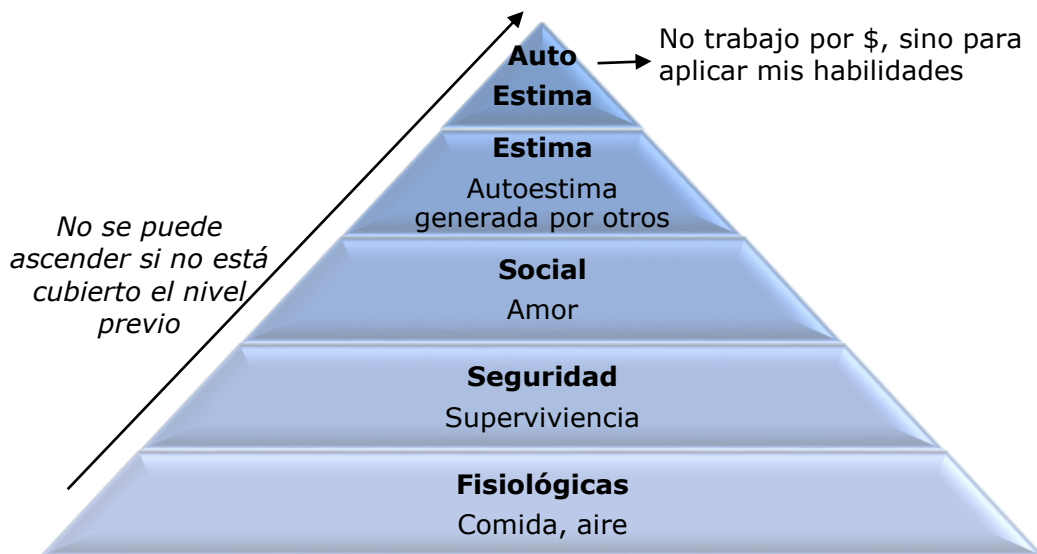 Auto
Estima
No trabajo por $, sino para
aplicar mis habilidades
Estima
Autoestima
generada por otros
No se puede
ascender si no está
cubierto el nivel
previo
Social
Amor
Seguridad
Superviviencia
Fisiológicas
Comida, aire